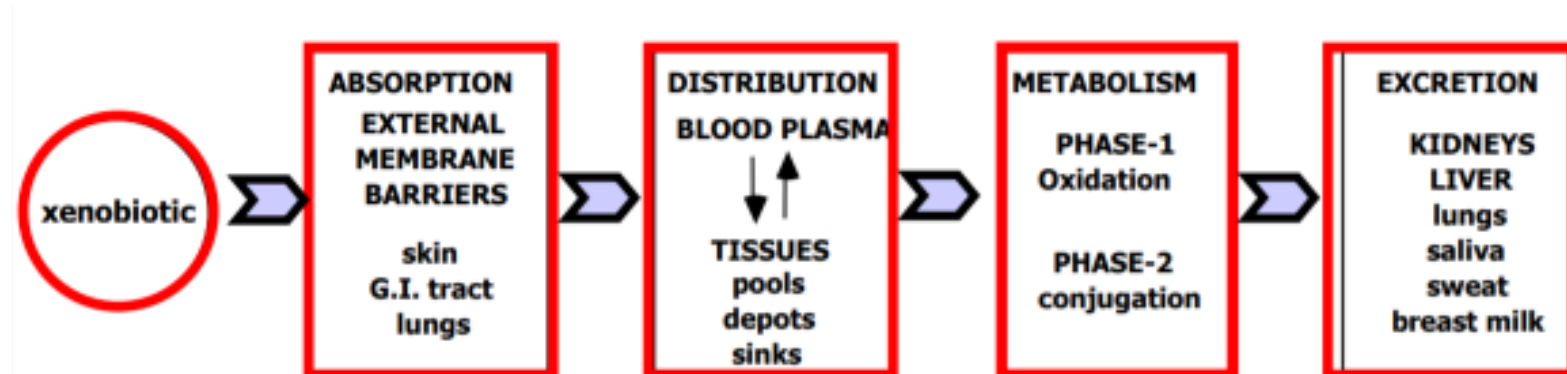 xenobiotic
ABSORPTION
EXTERNAL
MEMBRANE
BARRIERS
skin
G.I. tract
lungs
DISTRIBUTION
BLOOD PLASMA
TISSUES
pools
depots
sinks
METABOLISM
PHASE-1
Oxidation
PHASE-2
conjugation
EXCRETION
KIDNEYS
LIVER
lungs
saliva
sweat
breast milk